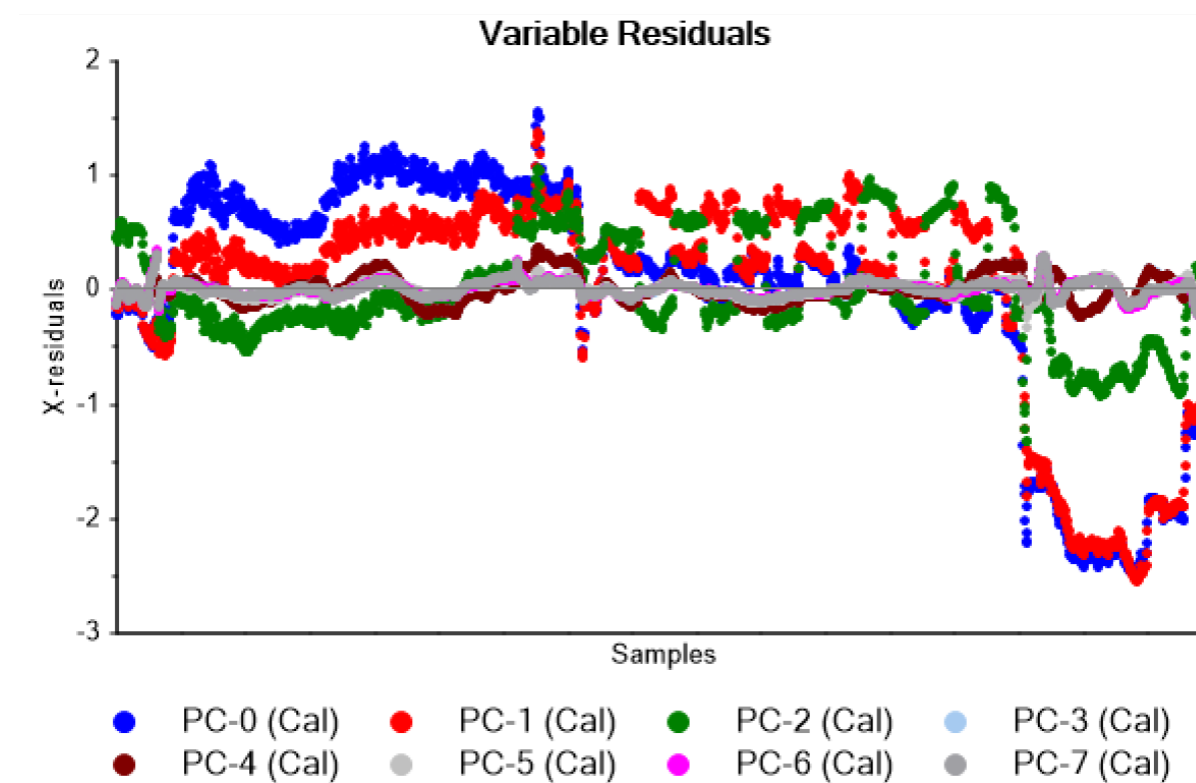 Variable Residuals
2
1
0
-1
-2
-3
X-residuals
Samples
PC-0 (Cal) PC-1 (Cal) PC-2 (Cal) PC-3 (Cal)
PC-4 (Cal) PC-5 (Cal) PC-6 (Cal) PC-7 (Cal)